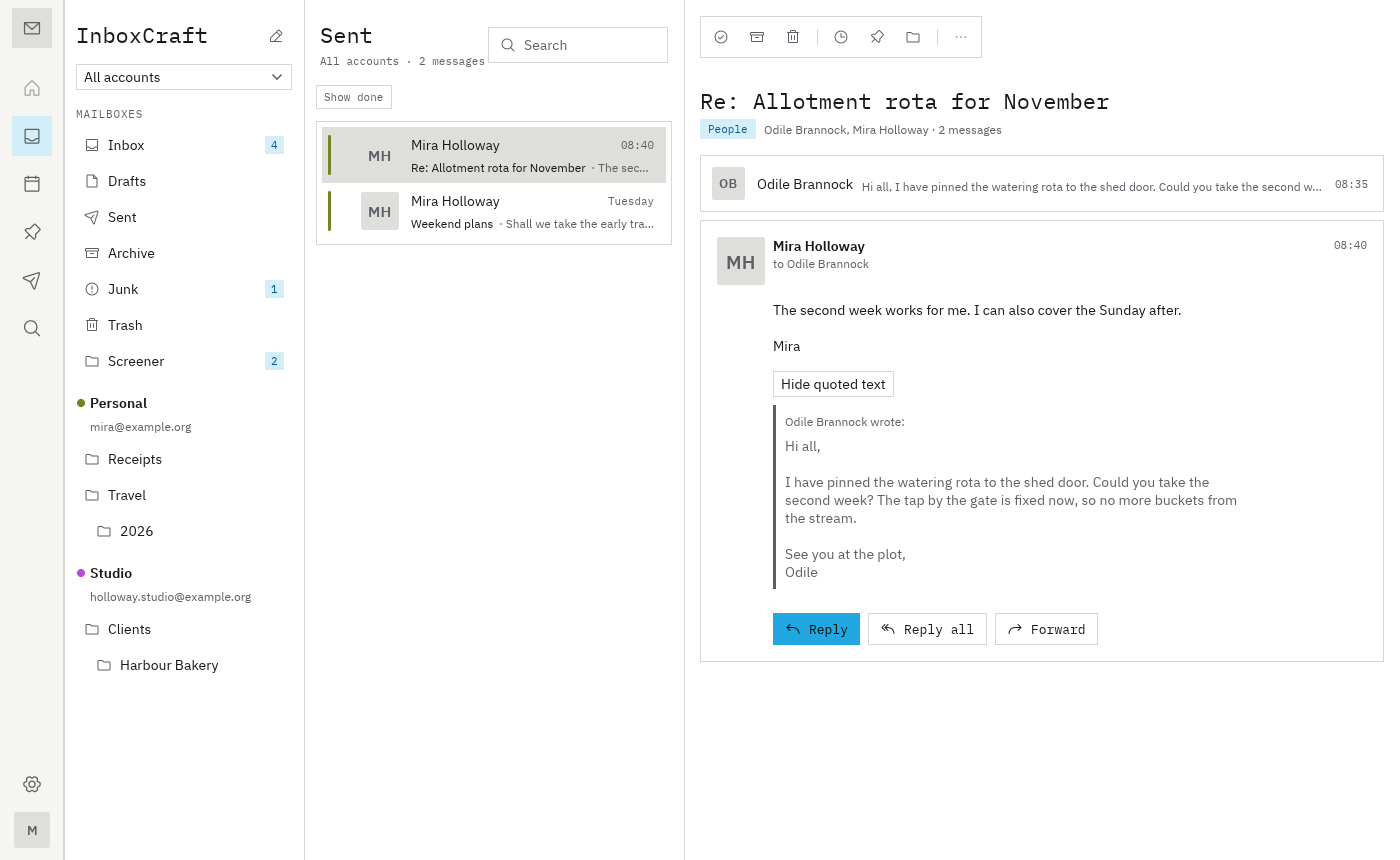 InboxCraft
All accounts
MAILBOXES
Inbox 4
Drafts
Sent
Archive
Junk 1
Trash
Screener 2
Personal
mira@example.org
Receipts
Travel
2026
Studio
holloway.studio@example.org
Clients
Harbour Bakery
M
Sent
All accounts · 2 messages
Search
Show done
MH
Mira Holloway 08:40
Re: Allotment rota for November · The sec…
MH
Mira Holloway Tuesday
Weekend plans · Shall we take the early tra…
Re: Allotment rota for November
People Odile Brannock, Mira Holloway · 2 messages
OB Odile Brannock Hi all, I have pinned the watering rota to the shed door. Could you take the second w… 08:35
MH
Mira Holloway 08:40
to Odile Brannock
The second week works for me. I can also cover the Sunday after.
Mira
Hide quoted text
Odile Brannock wrote:
Hi all,
I have pinned the watering rota to the shed door. Could you take the
second week? The tap by the gate is fixed now, so no more buckets from
the stream.
See you at the plot,
Odile
Reply Reply all Forward